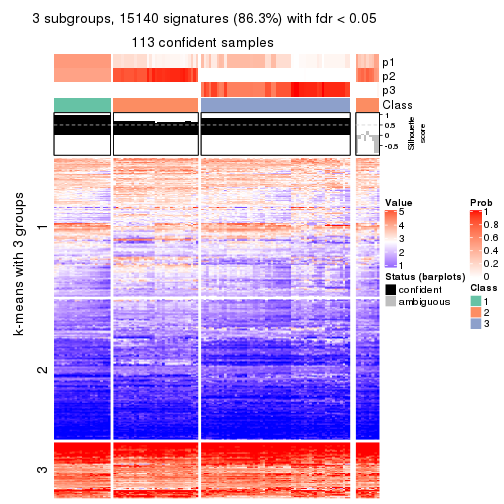 3 subgroups, 15140 signatures (86.3%) with fdr < 0.05
113 confident samples
p1
p2
p3
Class
1
0.5
0
-0.5
Silhouette
score
k-means with 3 groups
1
2
3
Value
5
4
3
2
1
Status (barplots)
confident
ambiguous
Prob
1
0.8
0.6
0.4
0.2
0
Class
1
2
3